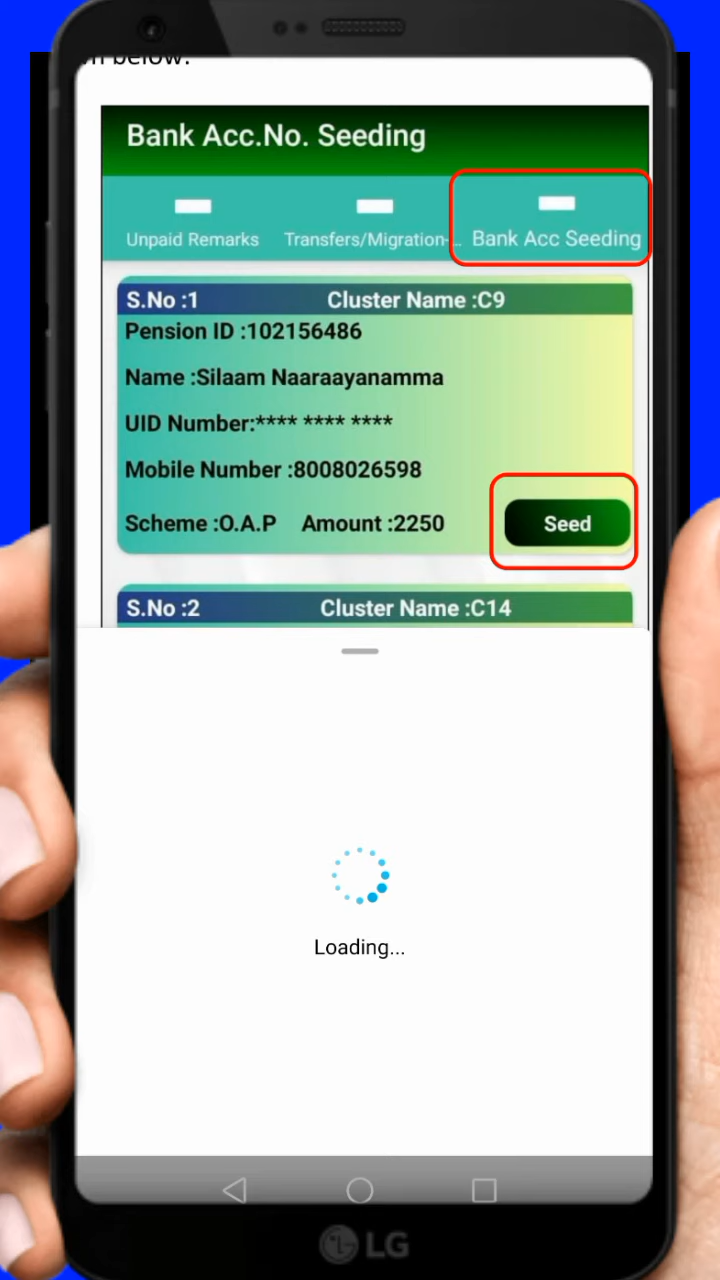 below:
Bank Acc.No. Seeding
Unpaid Remarks Transfers/Migration-... Bank Acc Seeding
S.No :1 Cluster Name :C9
Pension ID :102156486
Name :Silaam Naaraayanamma
UID Number:**** **** ****
Mobile Number :8008026598
Scheme :O.A.P Amount :2250 Seed
S.No :2 Cluster Name :C14
Loading...
LG